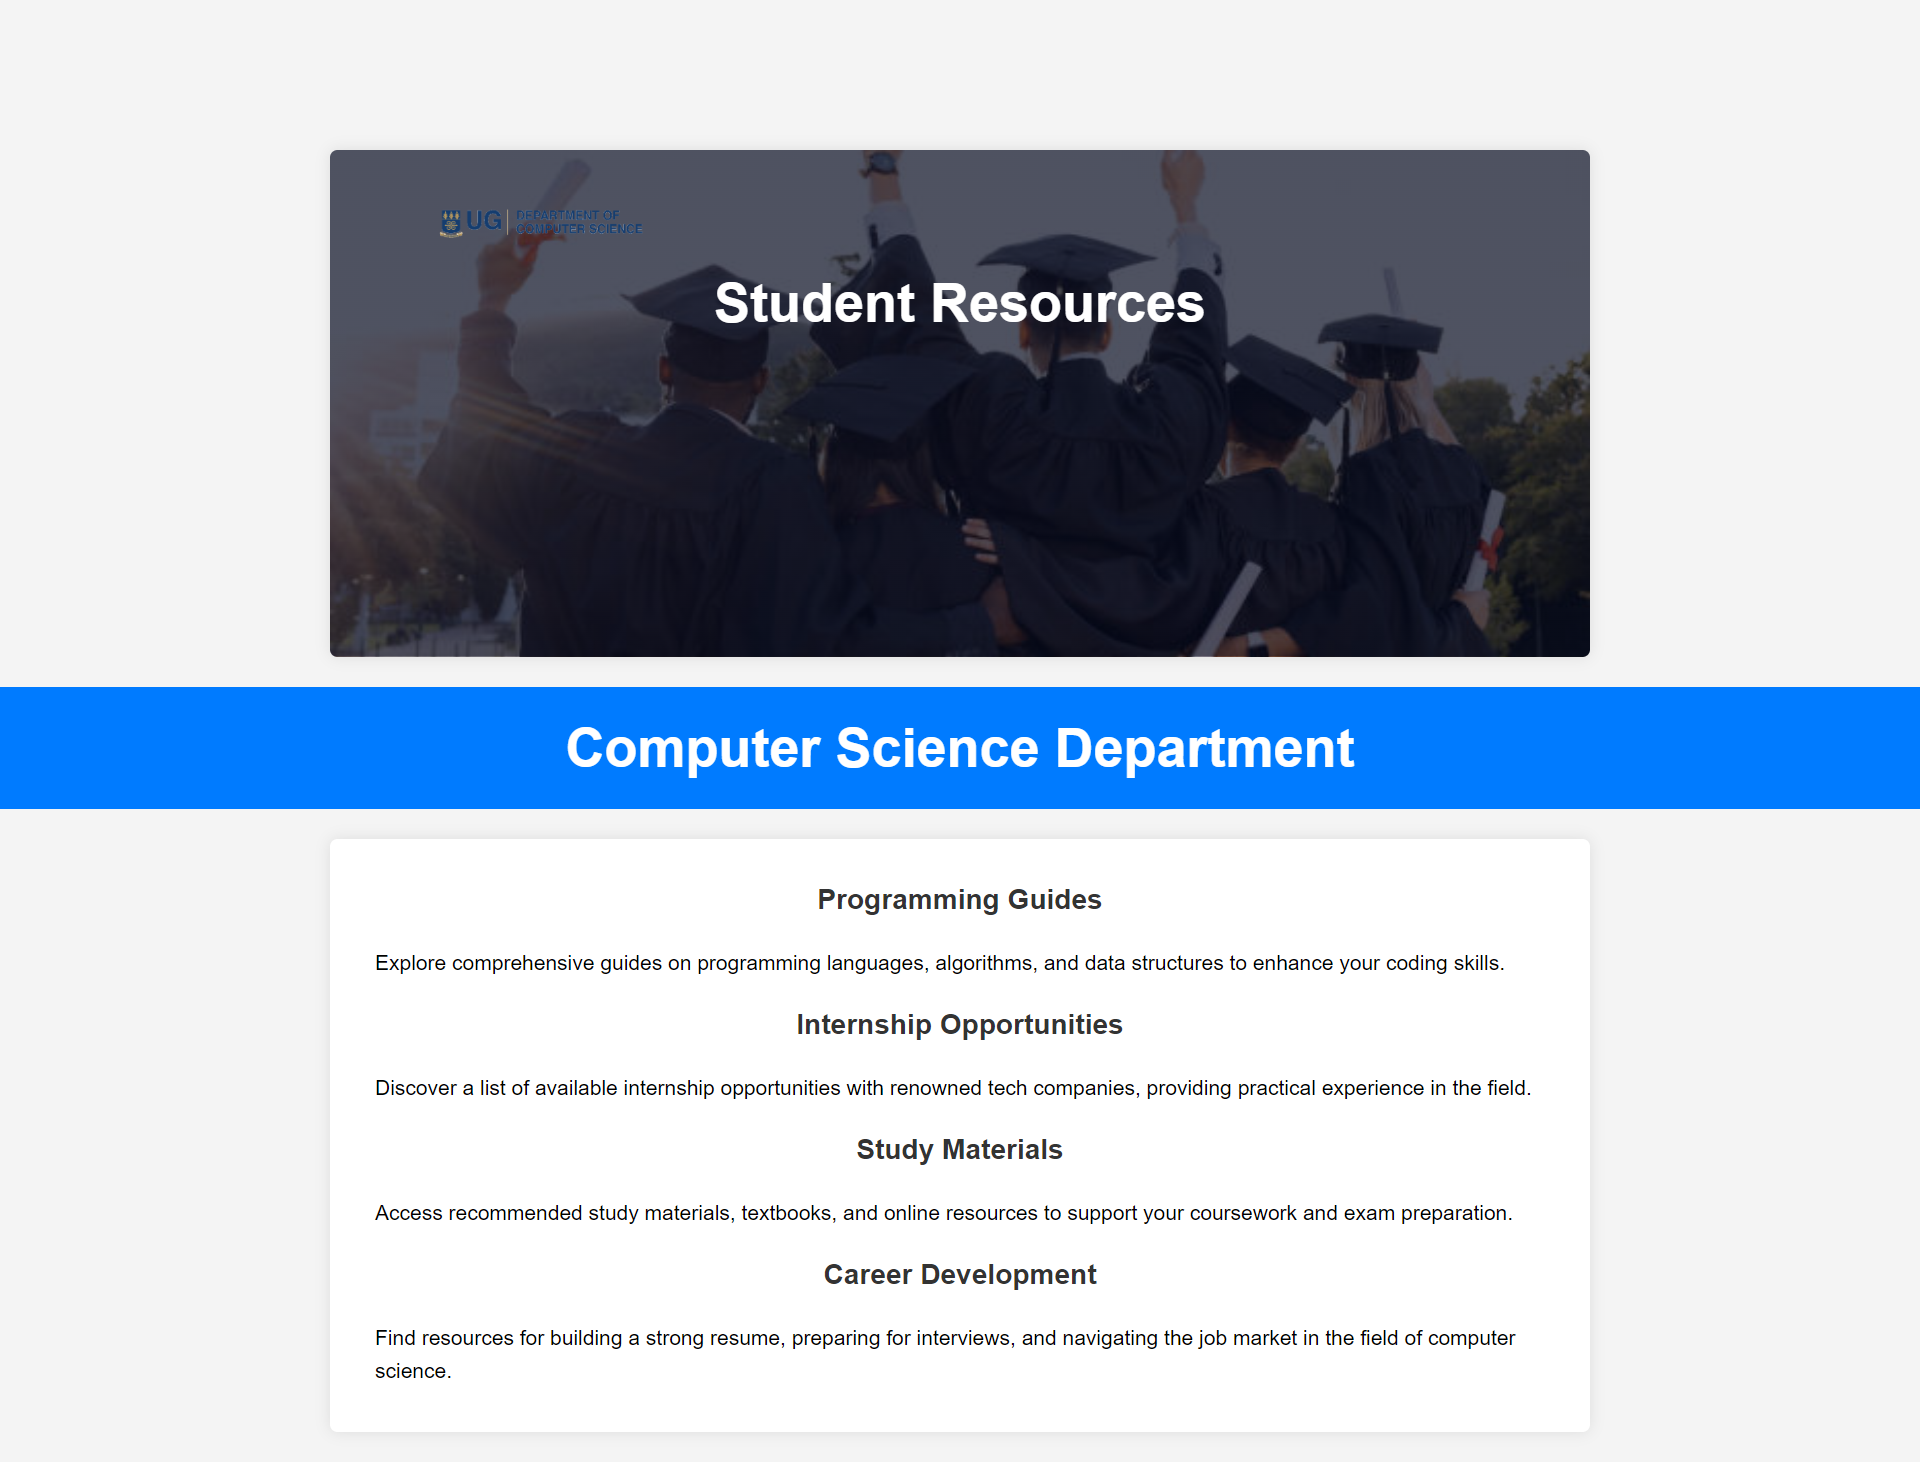 UG
DEPARTMENT OF
COMPUTER SCIENCE
Student Resources
Computer Science Department
Programming Guides
Explore comprehensive guides on programming languages, algorithms, and data structures to enhance your coding skills.
Internship Opportunities
Discover a list of available internship opportunities with renowned tech companies, providing practical experience in the field.
Study Materials
Access recommended study materials, textbooks, and online resources to support your coursework and exam preparation.
Career Development
Find resources for building a strong resume, preparing for interviews, and navigating the job market in the field of computer
science.